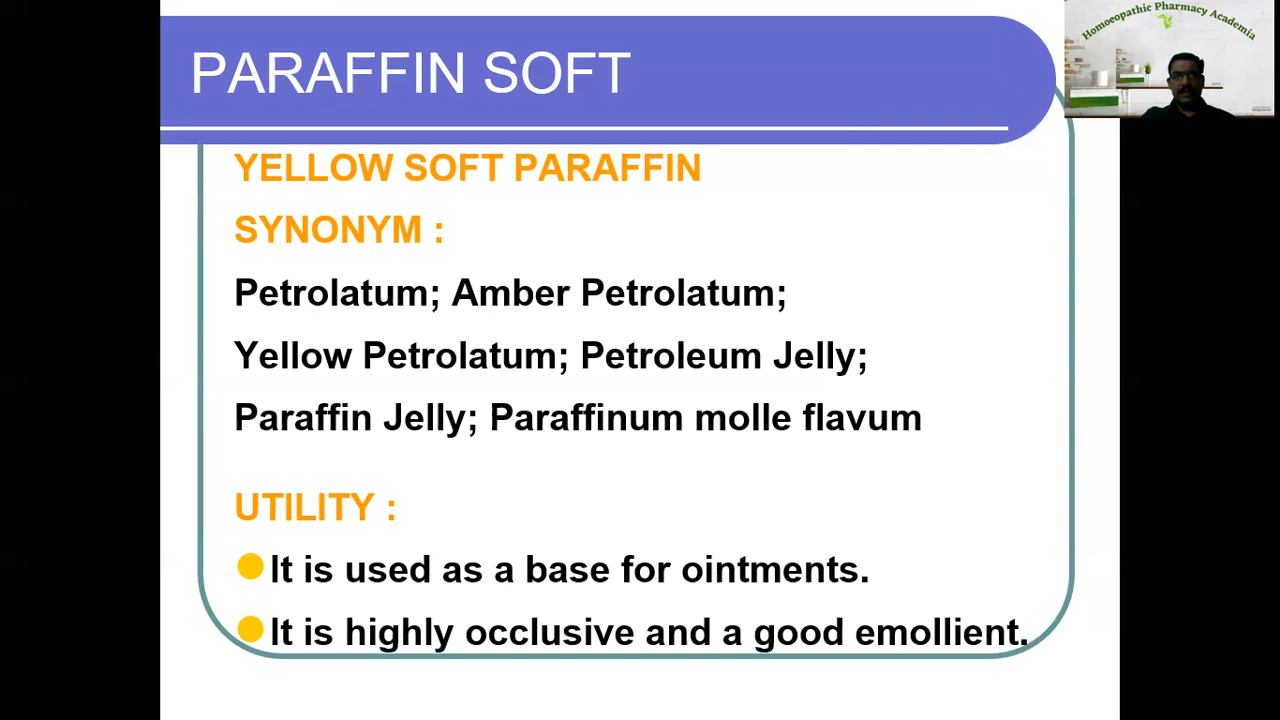 PARAFFIN SOFT
Homoeopathic Pharmacy Academia
YELLOW SOFT PARAFFIN
SYNONYM :
Petrolatum; Amber Petrolatum;
Yellow Petrolatum; Petroleum Jelly;
Paraffin Jelly; Paraffinum molle flavum
UTILITY :
It is used as a base for ointments.
It is highly occlusive and a good emollient.